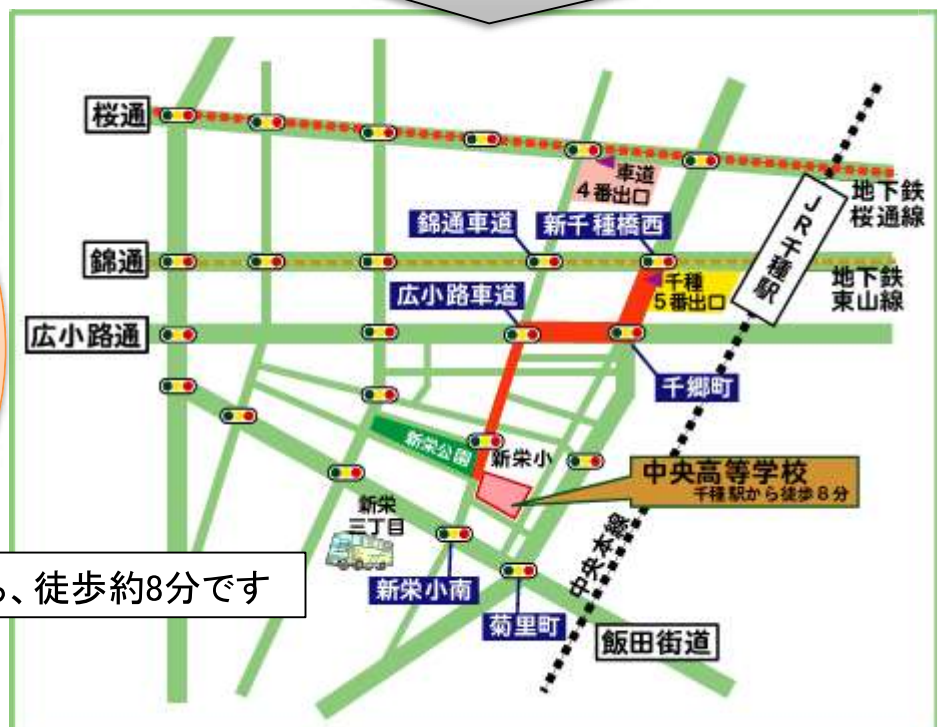 桜通
車道
4番出口
JR千種駅
地下鉄
桜通線
錦通車道
新千種橋西
錦通
千種
5番出口
地下鉄
東山線
広小路車道
広小路通
千郷町
新栄公園
新栄小
中央高等学校
千種駅から徒歩8分
新栄
三丁目
中央本線
、徒歩約8分です
新栄小南
菊里町
飯田街道